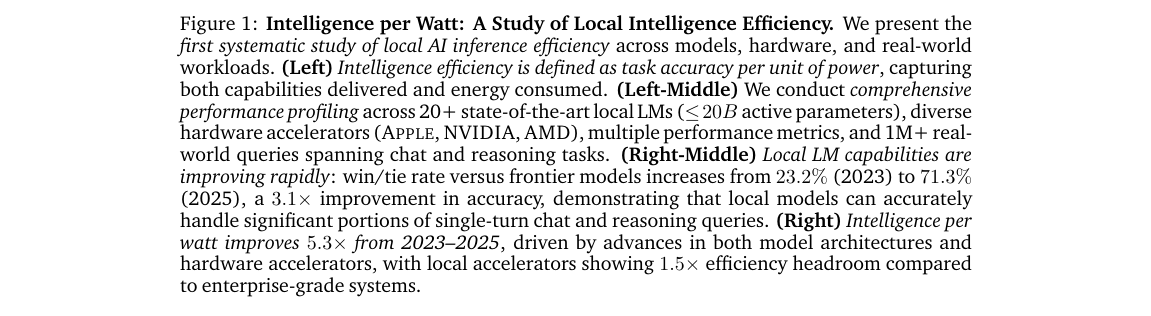 Figure 1: Intelligence per Watt: A Study of Local Intelligence Efficiency. We present the
first systematic study of local AI inference efficiency across models, hardware, and real-world
workloads. (Left) Intelligence efficiency is defined as task accuracy per unit of power, capturing
both capabilities delivered and energy consumed. (Left-Middle) We conduct comprehensive
performance profiling across 20+ state-of-the-art local LMs (≤ 20B active parameters), diverse
hardware accelerators (APPLE, NVIDIA, AMD), multiple performance metrics, and 1M+ real-
world queries spanning chat and reasoning tasks. (Right-Middle) Local LM capabilities are
improving rapidly: win/tie rate versus frontier models increases from 23.2% (2023) to 71.3%
(2025), a 3.1× improvement in accuracy, demonstrating that local models can accurately
handle significant portions of single-turn chat and reasoning queries. (Right) Intelligence per
watt improves 5.3× from 2023–2025, driven by advances in both model architectures and
hardware accelerators, with local accelerators showing 1.5× efficiency headroom compared
to enterprise-grade systems.